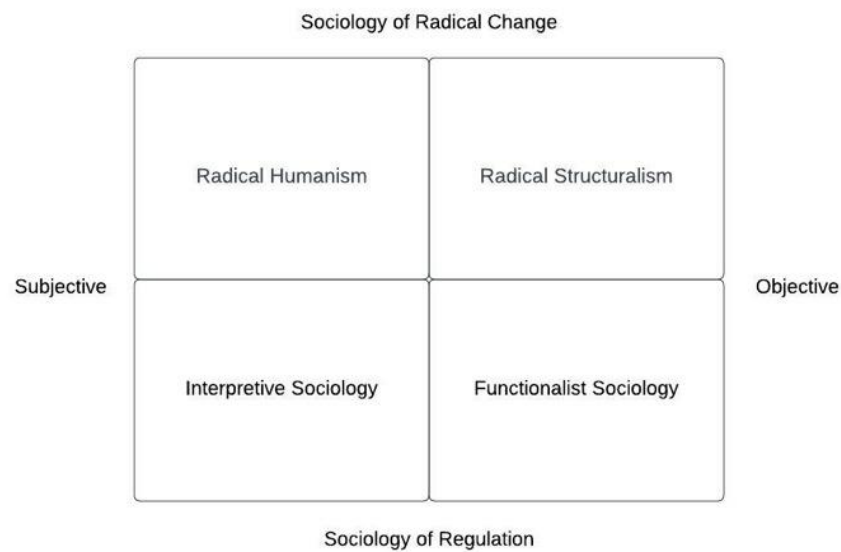 Sociology of Radical Change
Radical Humanism
Radical Structuralism
Subjective
Objective
Interpretive Sociology
Functionalist Sociology
Sociology of Regulation